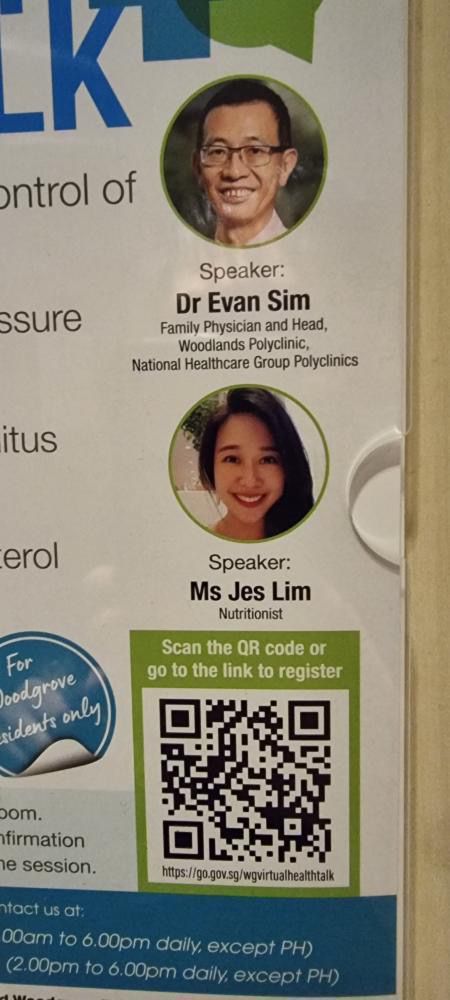 LK
ontrol of
Speaker:
Dr Evan Sim
Family Physician and Head,
Woodlands Polyclinic,
National Healthcare Group Polyclinics
ssure
itus
terol
Speaker:
Ms Jes Lim
Nutritionist
For
oodgrove
sidents only
Scan the QR code or
go to the link to register
https://go.gov.sg/wgvirtualhealthtalk
oom.
nfirmation
he session.
ntact us at:
.00am to 6.00pm daily, except PH)
(2.00pm to 6.00pm daily, except PH)